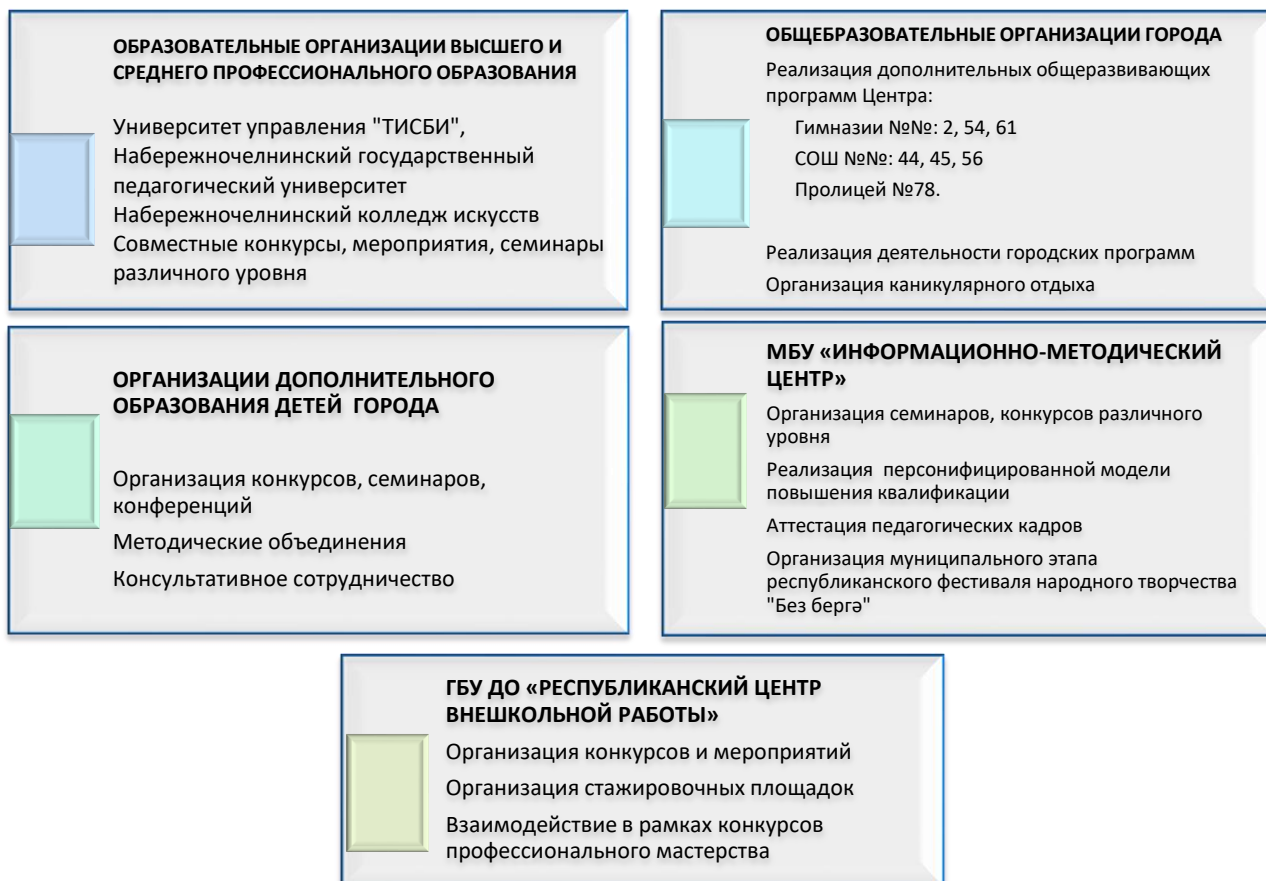 ОБРАЗОВАТЕЛЬНЫЕ ОРГАНИЗАЦИИ ВЫСШЕГО И
СРЕДНЕГО ПРОФЕССИОНАЛЬНОГО ОБРАЗОВАНИЯ
Университет управления "ТИСБИ",
Набережночелнинский государственный
педагогический университет
Набережночелнинский колледж искусств
Совместные конкурсы, мероприятия, семинары
различного уровня
ОБЩЕБРАЗОВАТЕЛЬНЫЕ ОРГАНИЗАЦИИ ГОРОДА
Реализация дополнительных общеразвивающих
программ Центра:
Гимназии №№: 2, 54, 61
СОШ №№: 44, 45, 56
Пролицей №78.
Реализация деятельности городских программ
Организация каникулярного отдыха
ОРГАНИЗАЦИИ ДОПОЛНИТЕЛЬНОГО
ОБРАЗОВАНИЯ ДЕТЕЙ ГОРОДА
Организация конкурсов, семинаров,
конференций
Методические объединения
Консультативное сотрудничество
МБУ «ИНФОРМАЦИОННО-МЕТОДИЧЕСКИЙ
ЦЕНТР»
Организация семинаров, конкурсов различного
уровня
Реализация персонифицированной модели
повышения квалификации
Аттестация педагогических кадров
Организация муниципального этапа
республиканского фестиваля народного творчества
"Без бергә"
ГБУ ДО «РЕСПУБЛИКАНСКИЙ ЦЕНТР
ВНЕШКОЛЬНОЙ РАБОТЫ»
Организация конкурсов и мероприятий
Организация стажировочных площадок
Взаимодействие в рамках конкурсов
профессионального мастерства